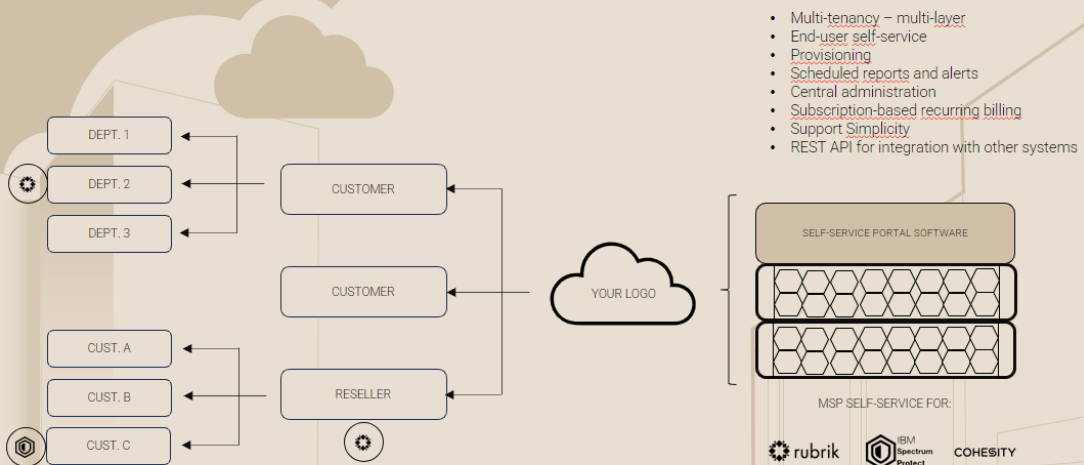 • Multi-tenancy – multi-layer
• End-user self-service
• Provisioning
• Scheduled reports and alerts
• Central administration
• Subscription-based recurring billing
• Support Simplicity
• REST API for integration with other systems
DEPT. 1
DEPT. 2
DEPT. 3
CUSTOMER
CUSTOMER
CUST. A
CUST. B
CUST. C
RESELLER
YOUR LOGO
SELF-SERVICE PORTAL SOFTWARE
MSP SELF-SERVICE FOR:
rubrik
IBM
Spectrum
Protect
COHESITY